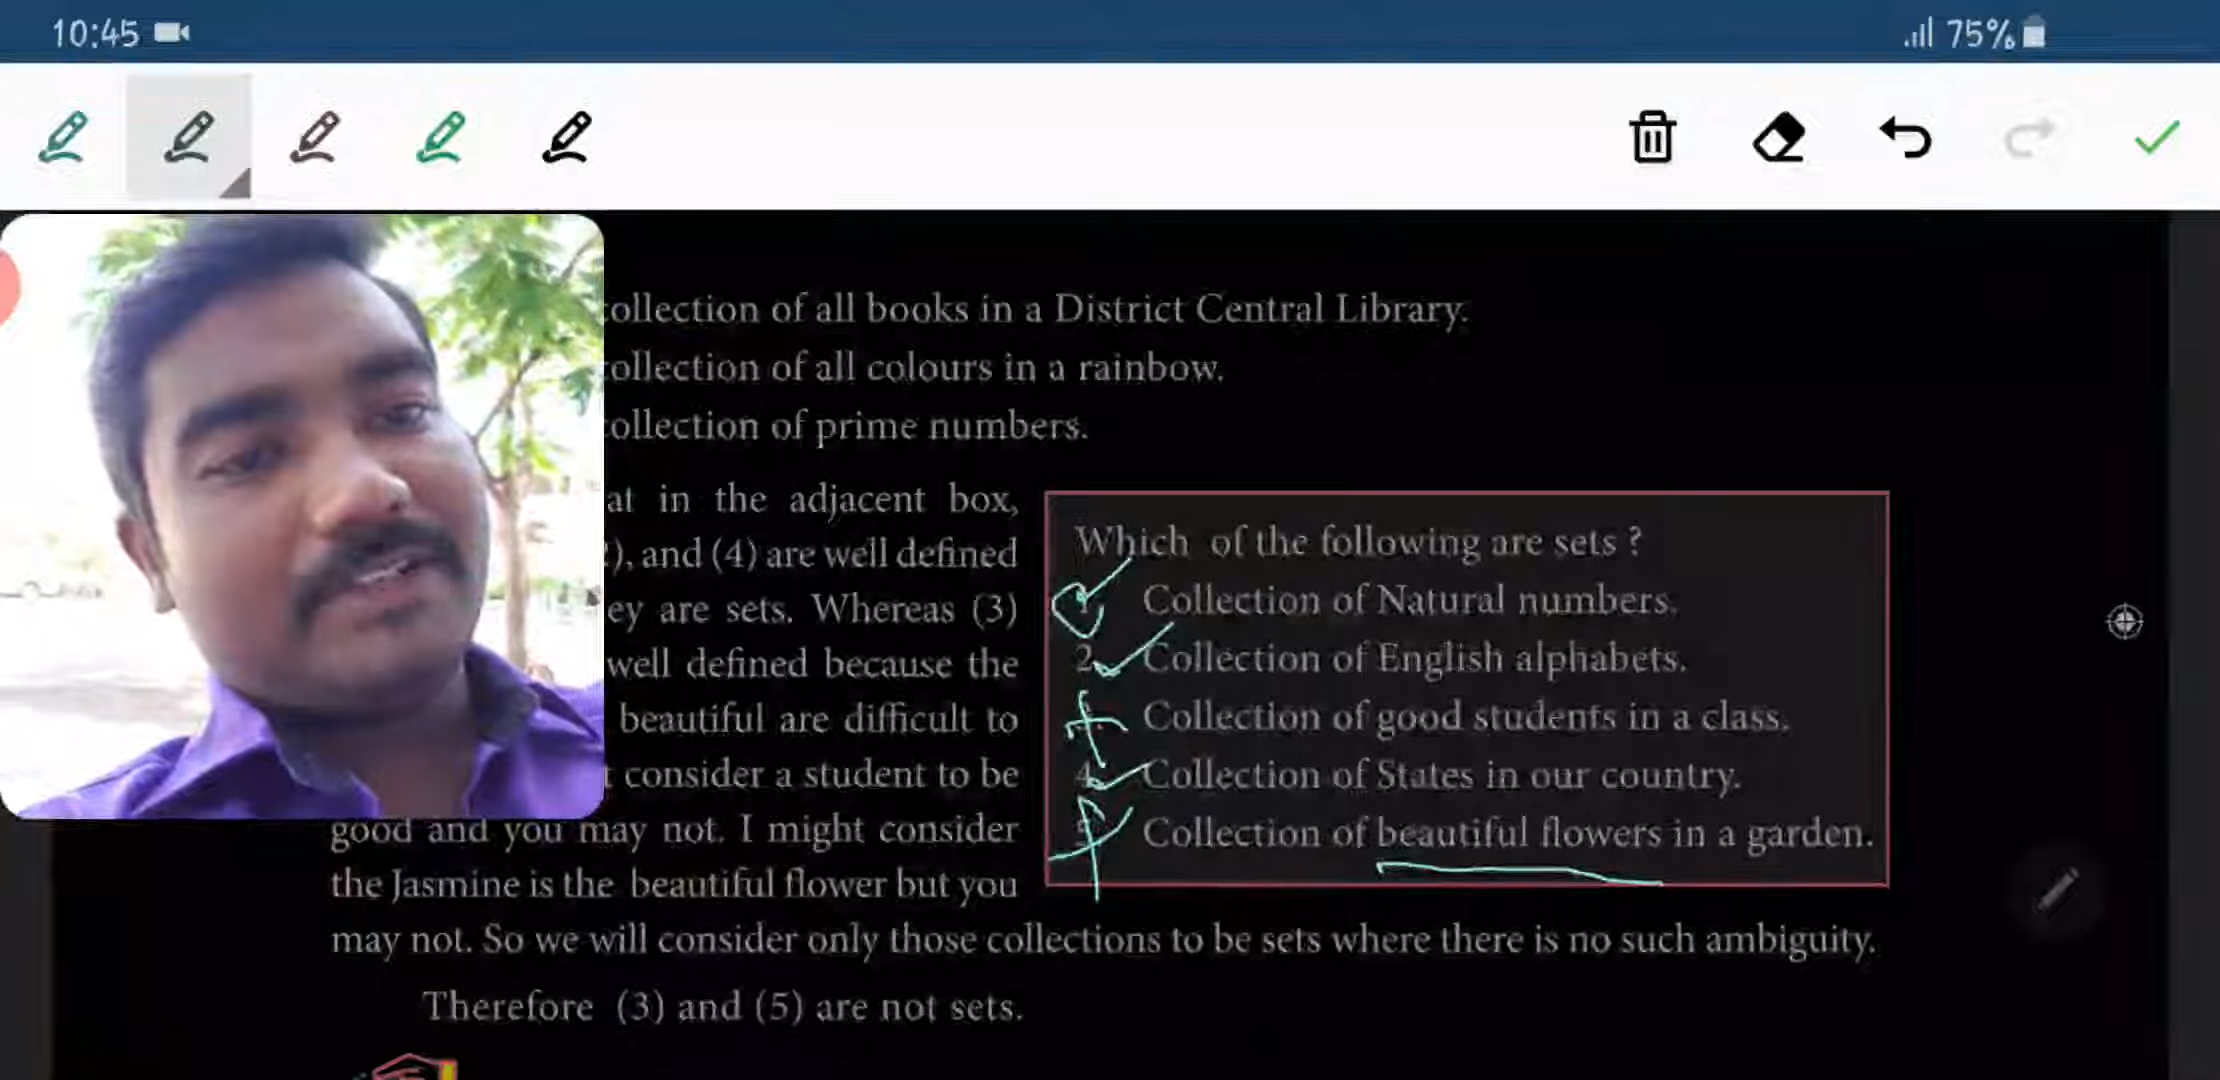 10:45
75%
ollection of all books in a District Central Library.
ollection of all colours in a rainbow.
ollection of prime numbers.
at in the adjacent box,
), and (4) are well defined
ey are sets. Whereas (3)
well defined because the
beautiful are difficult to
t consider a student to be
good and you may not. I might consider
the Jasmine is the beautiful flower but you
may not. So we will consider only those collections to be sets where there is no such ambiguity.
Therefore (3) and (5) are not sets.
Which of the following are sets ?
Collection of Natural numbers.
2. Collection of English alphabets.
Collection of good students in a class.
4. Collection of States in our country.
Collection of beautiful flowers in a garden.